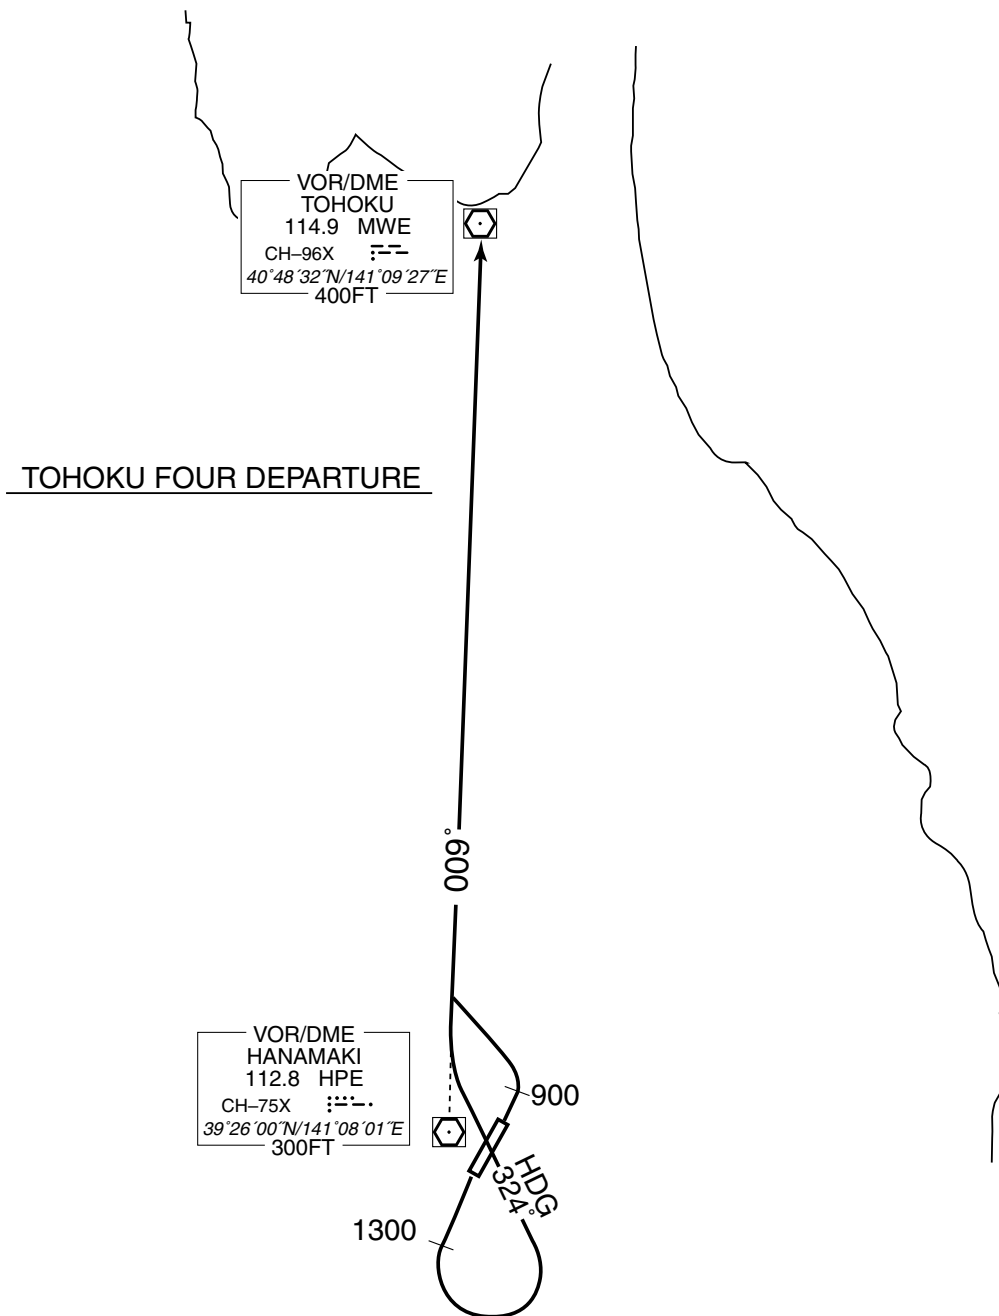 VOR/DME
TOHOKU
114.9 MWE
CH–96X
40°48´32˝N/141°09´27˝E
400FT
TOHOKU FOUR DEPARTURE
009°
VOR/DME
HANAMAKI
112.8 HPE
CH–75X
39°26´00˝N/141°08´01˝E
300FT
900
HDG
324°
1300